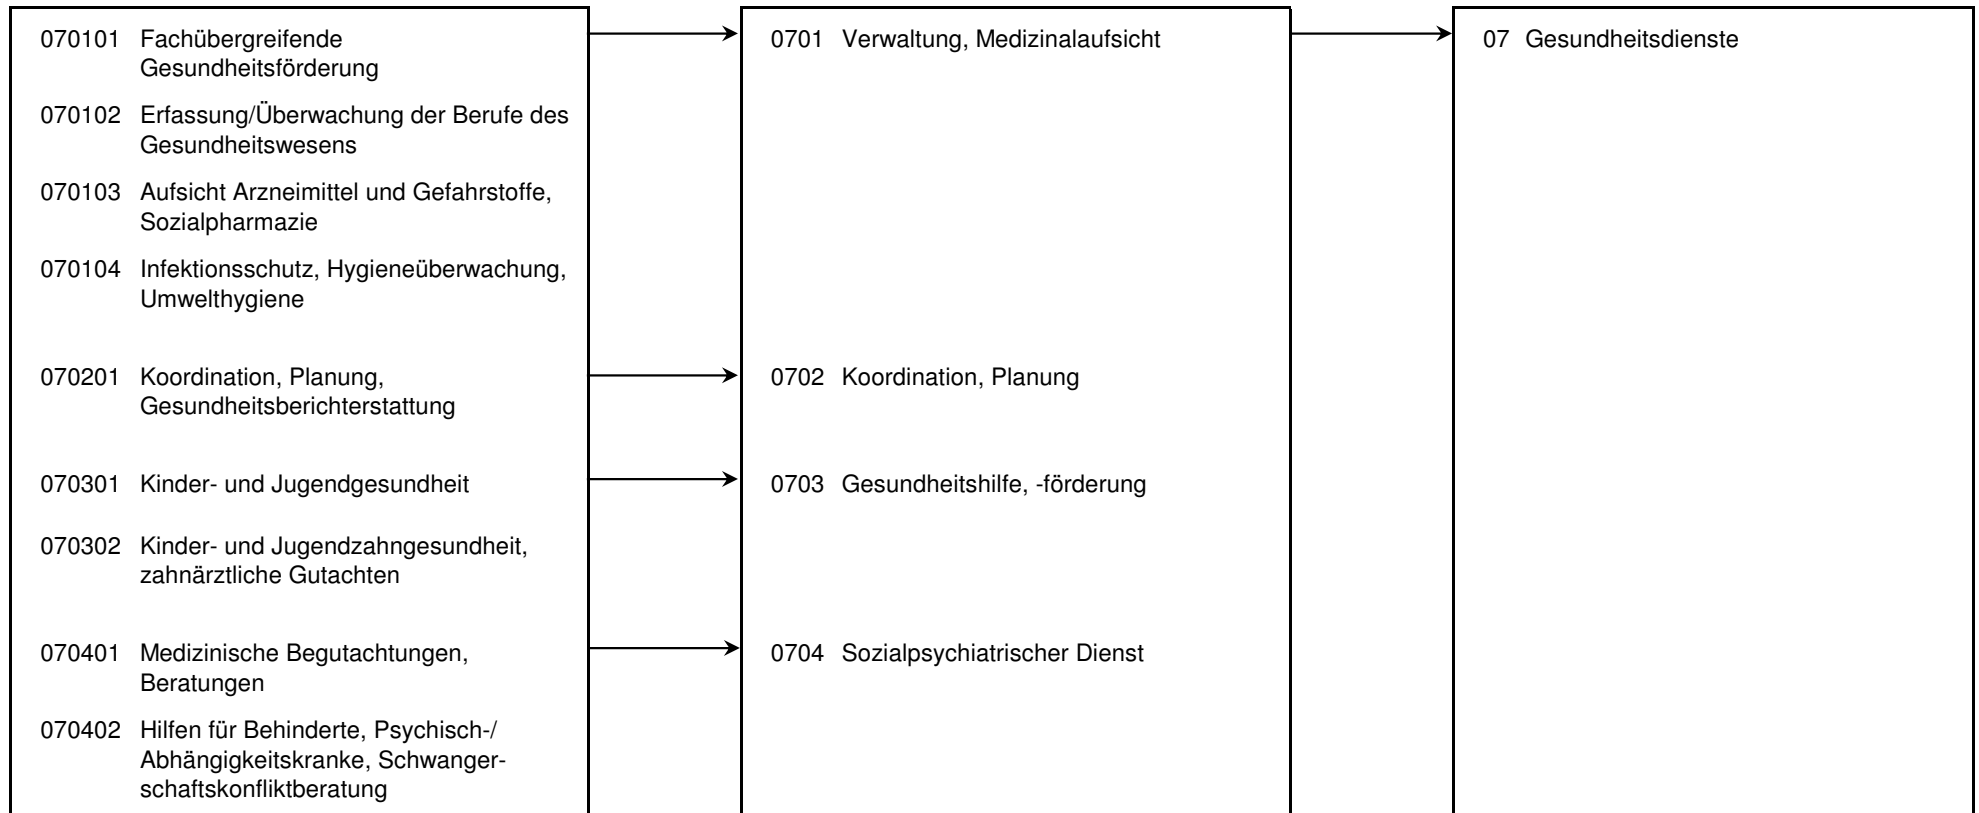 070101 Fachübergreifende
Gesundheitsförderung
070102 Erfassung/Überwachung der Berufe des
Gesundheitswesens
070103 Aufsicht Arzneimittel und Gefahrstoffe,
Sozialpharmazie
070104 Infektionsschutz, Hygieneüberwachung,
Umwelthygiene
070201 Koordination, Planung,
Gesundheitsberichterstattung
070301 Kinder- und Jugendgesundheit
070302 Kinder- und Jugendzahngesundheit,
zahnärztliche Gutachten
070401 Medizinische Begutachtungen,
Beratungen
070402 Hilfen für Behinderte, Psychisch-/
Abhängigkeitskranke, Schwanger-
schaftskonfliktberatung
0701 Verwaltung, Medizinalaufsicht
0702 Koordination, Planung
0703 Gesundheitshilfe, -förderung
0704 Sozialpsychiatrischer Dienst
07 Gesundheitsdienste